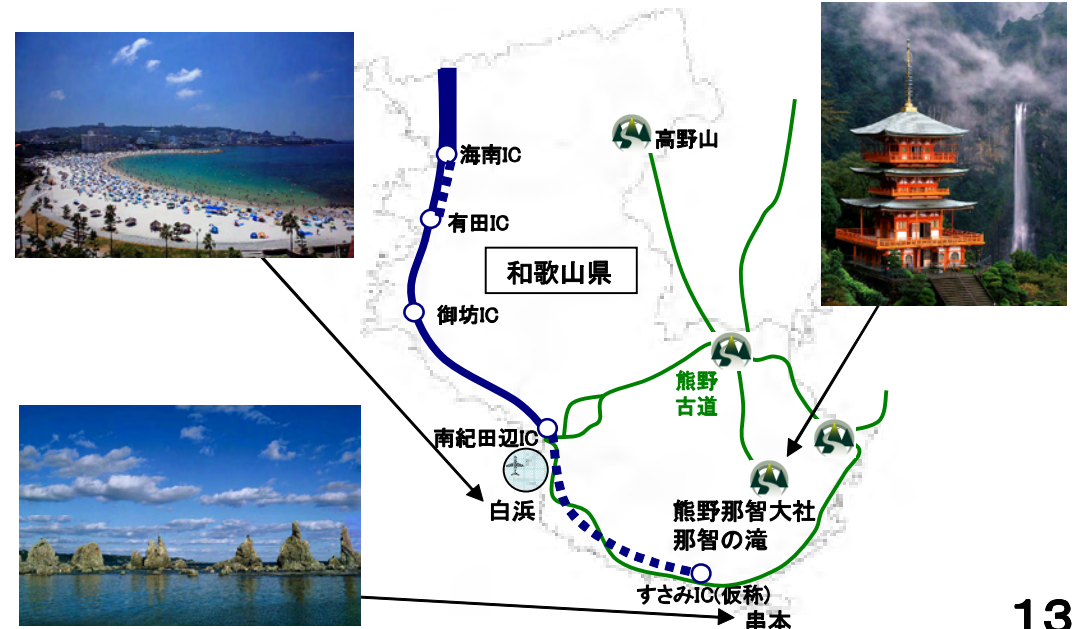 高野山
海南IC
有田IC
和歌山県
御坊IC
熊野
古道
南紀田辺IC
白浜
熊野那智大社
那智の滝
すさみIC(仮称)
串本
13